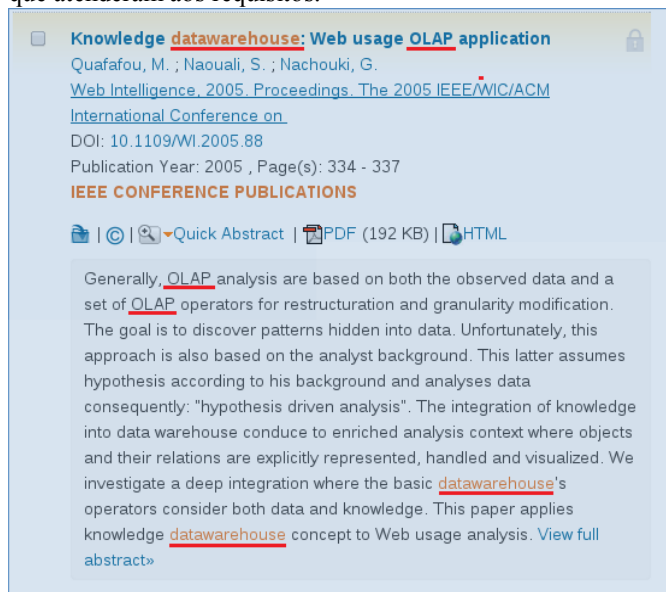 que atenderam aos requisitos.
Knowledge datawarehouse: Web usage OLAP application
Quafafou, M. ; Naouali, S. ; Nachouki, G.
Web Intelligence, 2005. Proceedings. The 2005 IEEE/WIC/ACM
International Conference on
DOI: 10.1109/WI.2005.88
Publication Year: 2005 , Page(s): 334 - 337
IEEE CONFERENCE PUBLICATIONS
| © | Quick Abstract | PDF (192 KB) | HTML
Generally, OLAP analysis are based on both the observed data and a
set of OLAP operators for restructuration and granularity modification.
The goal is to discover patterns hidden into data. Unfortunately, this
approach is also based on the analyst background. This latter assumes
hypothesis according to his background and analyses data
consequently: "hypothesis driven analysis". The integration of knowledge
into data warehouse conduce to enriched analysis context where objects
and their relations are explicitly represented, handled and visualized. We
investigate a deep integration where the basic datawarehouse's
operators consider both data and knowledge. This paper applies
knowledge datawarehouse concept to Web usage analysis. View full
abstract»